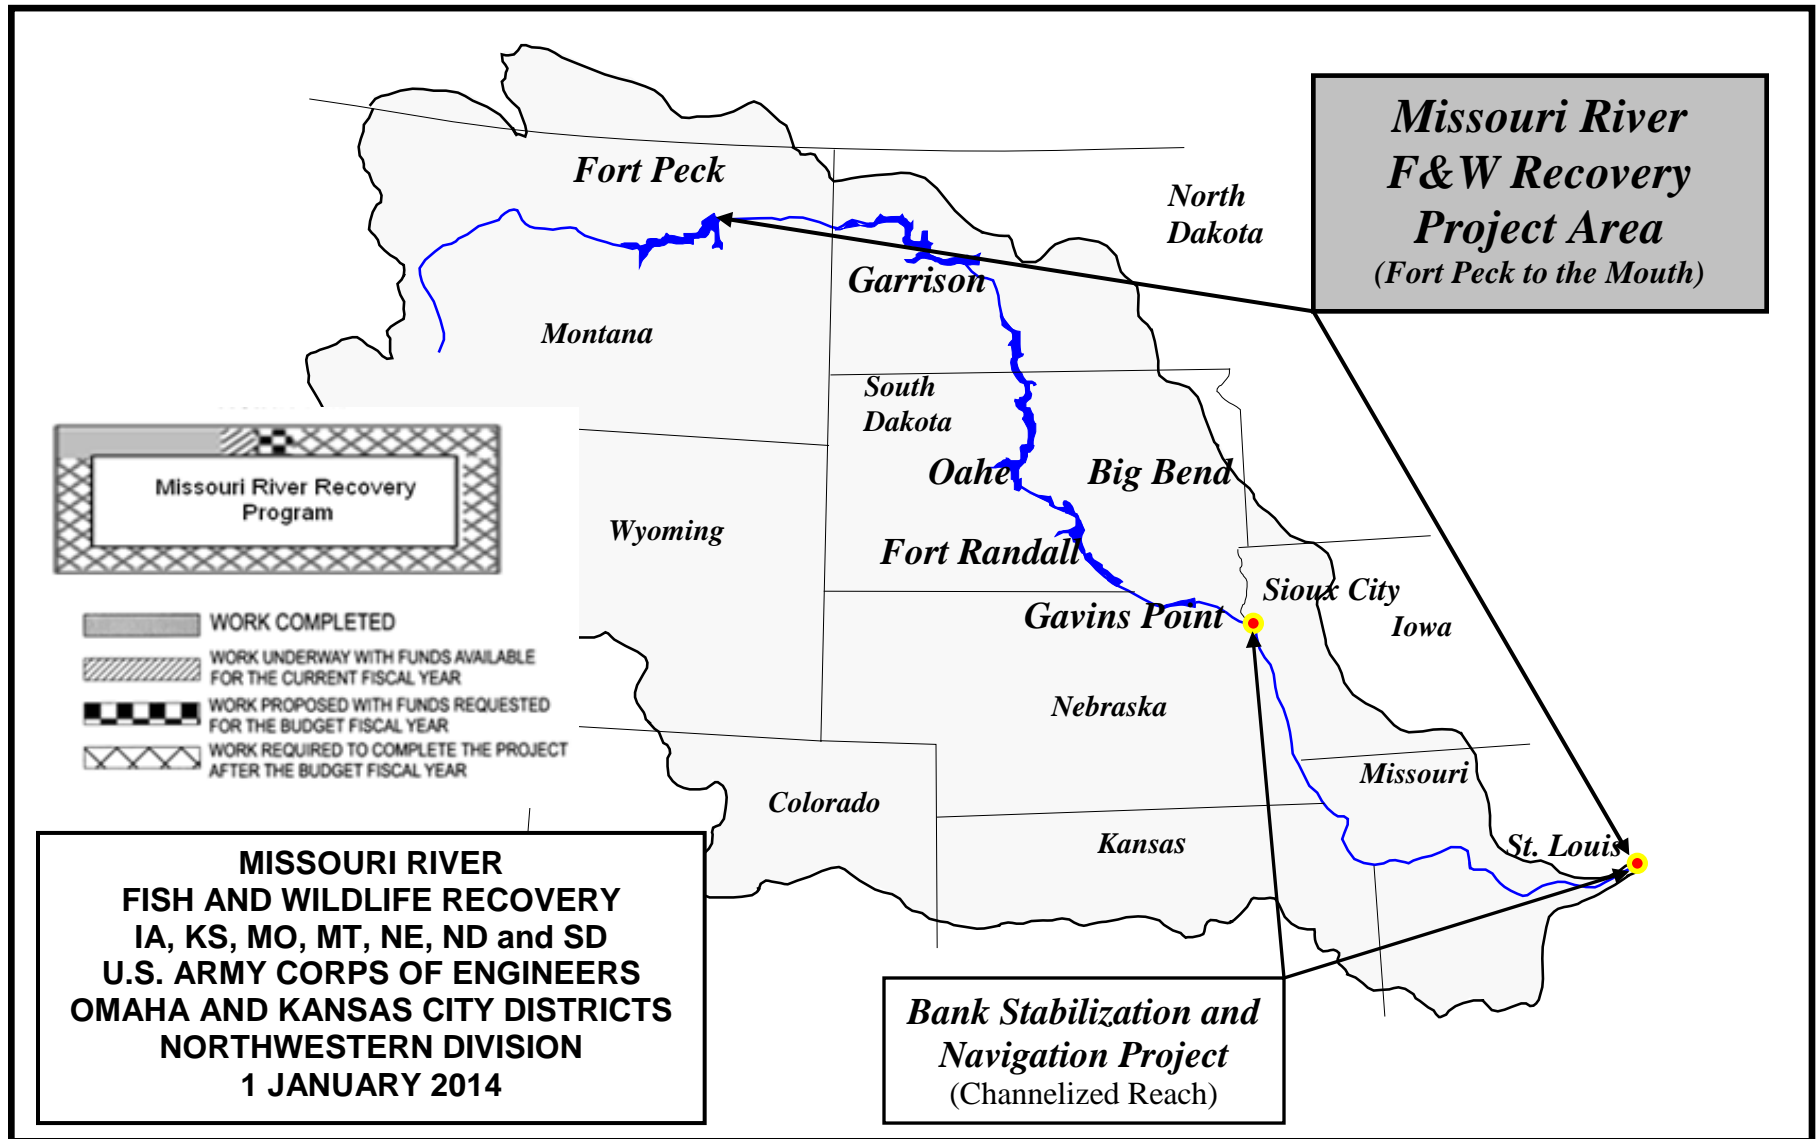 Missouri River
F&W Recovery
Project Area
(Fort Peck to the Mouth)
Fort Peck
North
Dakota
Garrison
Montana
South
Dakota
Oahe
Big Bend
Wyoming
Fort Randall
Sioux City
Gavins Point
Iowa
Nebraska
Missouri
Colorado
Kansas
St. Louis
Missouri River Recovery
Program
WORK COMPLETED
WORK UNDERWAY WITH FUNDS AVAILABLE
FOR THE CURRENT FISCAL YEAR
WORK PROPOSED WITH FUNDS REQUESTED
FOR THE BUDGET FISCAL YEAR
WORK REQUIRED TO COMPLETE THE PROJECT
AFTER THE BUDGET FISCAL YEAR
MISSOURI RIVER
FISH AND WILDLIFE RECOVERY
IA, KS, MO, MT, NE, ND and SD
U.S. ARMY CORPS OF ENGINEERS
OMAHA AND KANSAS CITY DISTRICTS
NORTHWESTERN DIVISION
1 JANUARY 2014
Bank Stabilization and
Navigation Project
(Channelized Reach)